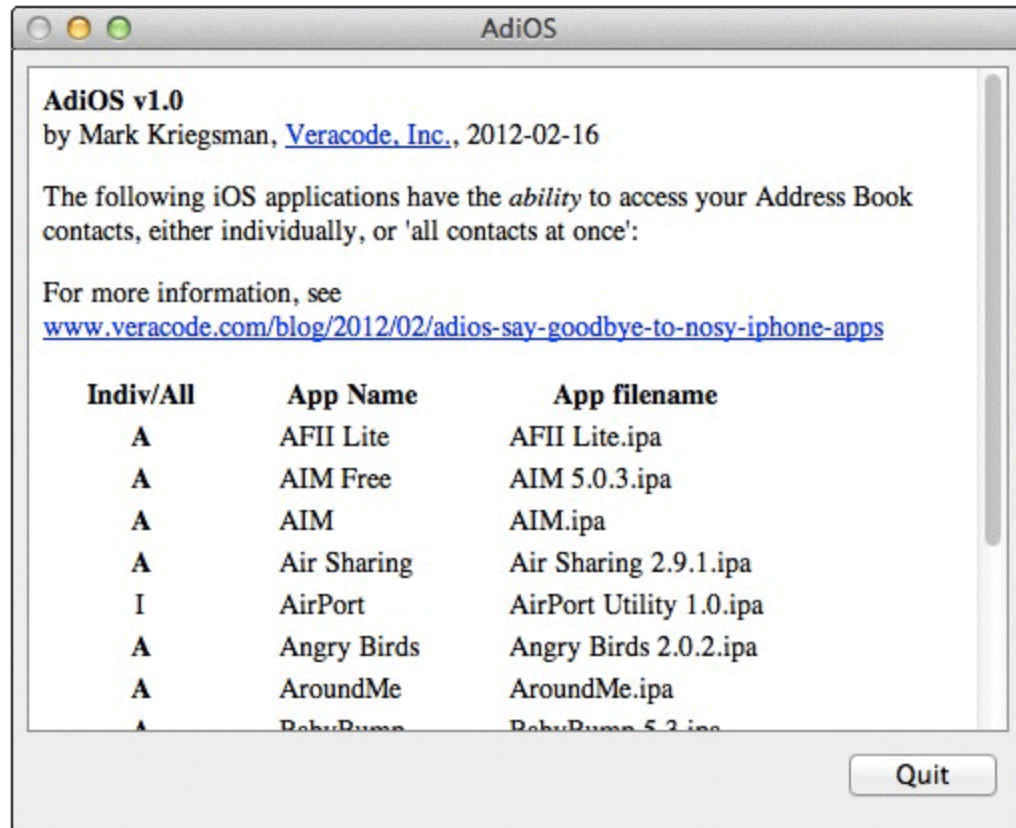 AdiOS
AdiOS v1.0
by Mark Kriegsman, Veracode, Inc., 2012-02-16
The following iOS applications have the ability to access your Address Book
contacts, either individually, or 'all contacts at once':
For more information, see
www.veracode.com/blog/2012/02/adios-say-goodbye-to-nosy-iphone-apps
Indiv/All App Name App filename
A AFII Lite AFII Lite.ipa
A AIM Free AIM 5.0.3.ipa
A AIM AIM.ipa
A Air Sharing Air Sharing 2.9.1.ipa
I AirPort AirPort Utility 1.0.ipa
A Angry Birds Angry Birds 2.0.2.ipa
A AroundMe AroundMe.ipa
A BabyBump BabyBump 5.3.ipa
Quit